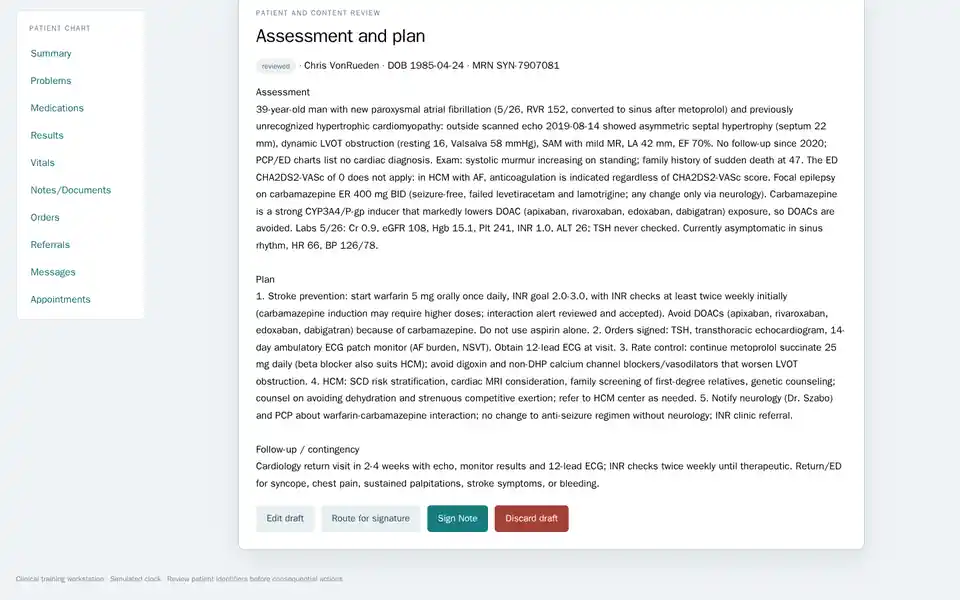 PATIENT CHART
Summary
Problems
Medications
Results
Vitals
Notes/Documents
Orders
Referrals
Messages
Appointments
PATIENT AND CONTENT REVIEW
Assessment and plan
reviewed · Chris VonRueden · DOB 1985-04-24 · MRN SYN-7907081
Assessment
39-year-old man with new paroxysmal atrial fibrillation (5/26, RVR 152, converted to sinus after metoprolol) and previously
unrecognized hypertrophic cardiomyopathy: outside scanned echo 2019-08-14 showed asymmetric septal hypertrophy (septum 22
mm), dynamic LVOT obstruction (resting 16, Valsalva 58 mmHg), SAM with mild MR, LA 42 mm, EF 70%. No follow-up since 2020;
PCP/ED charts list no cardiac diagnosis. Exam: systolic murmur increasing on standing; family history of sudden death at 47. The ED
CHA2DS2-VASc of 0 does not apply: in HCM with AF, anticoagulation is indicated regardless of CHA2DS2-VASc score. Focal epilepsy
on carbamazepine ER 400 mg BID (seizure-free, failed levetiracetam and lamotrigine; any change only via neurology). Carbamazepine
is a strong CYP3A4/P-gp inducer that markedly lowers DOAC (apixaban, rivaroxaban, edoxaban, dabigatran) exposure, so DOACs are
avoided. Labs 5/26: Cr 0.9, eGFR 108, Hgb 15.1, Plt 241, INR 1.0, ALT 26; TSH never checked. Currently asymptomatic in sinus
rhythm, HR 66, BP 126/78.
Plan
1. Stroke prevention: start warfarin 5 mg orally once daily, INR goal 2.0-3.0, with INR checks at least twice weekly initially
(carbamazepine induction may require higher doses; interaction alert reviewed and accepted). Avoid DOACs (apixaban, rivaroxaban,
edoxaban, dabigatran) because of carbamazepine. Do not use aspirin alone. 2. Orders signed: TSH, transthoracic echocardiogram, 14-
day ambulatory ECG patch monitor (AF burden, NSVT). Obtain 12-lead ECG at visit. 3. Rate control: continue metoprolol succinate 25
mg daily (beta blocker also suits HCM); avoid digoxin and non-DHP calcium channel blockers/vasodilators that worsen LVOT
obstruction. 4. HCM: SCD risk stratification, cardiac MRI consideration, family screening of first-degree relatives, genetic counseling;
counsel on avoiding dehydration and strenuous competitive exertion; refer to HCM center as needed. 5. Notify neurology (Dr. Szabo)
and PCP about warfarin-carbamazepine interaction; no change to anti-seizure regimen without neurology; INR clinic referral.
Follow-up / contingency
Cardiology return visit in 2-4 weeks with echo, monitor results and 12-lead ECG; INR checks twice weekly until therapeutic. Return/ED
for syncope, chest pain, sustained palpitations, stroke symptoms, or bleeding.
Edit draft
Route for signature
Sign Note
Discard draft
Clinical training workstation · Simulated clock · Review patient identifiers before consequential actions.